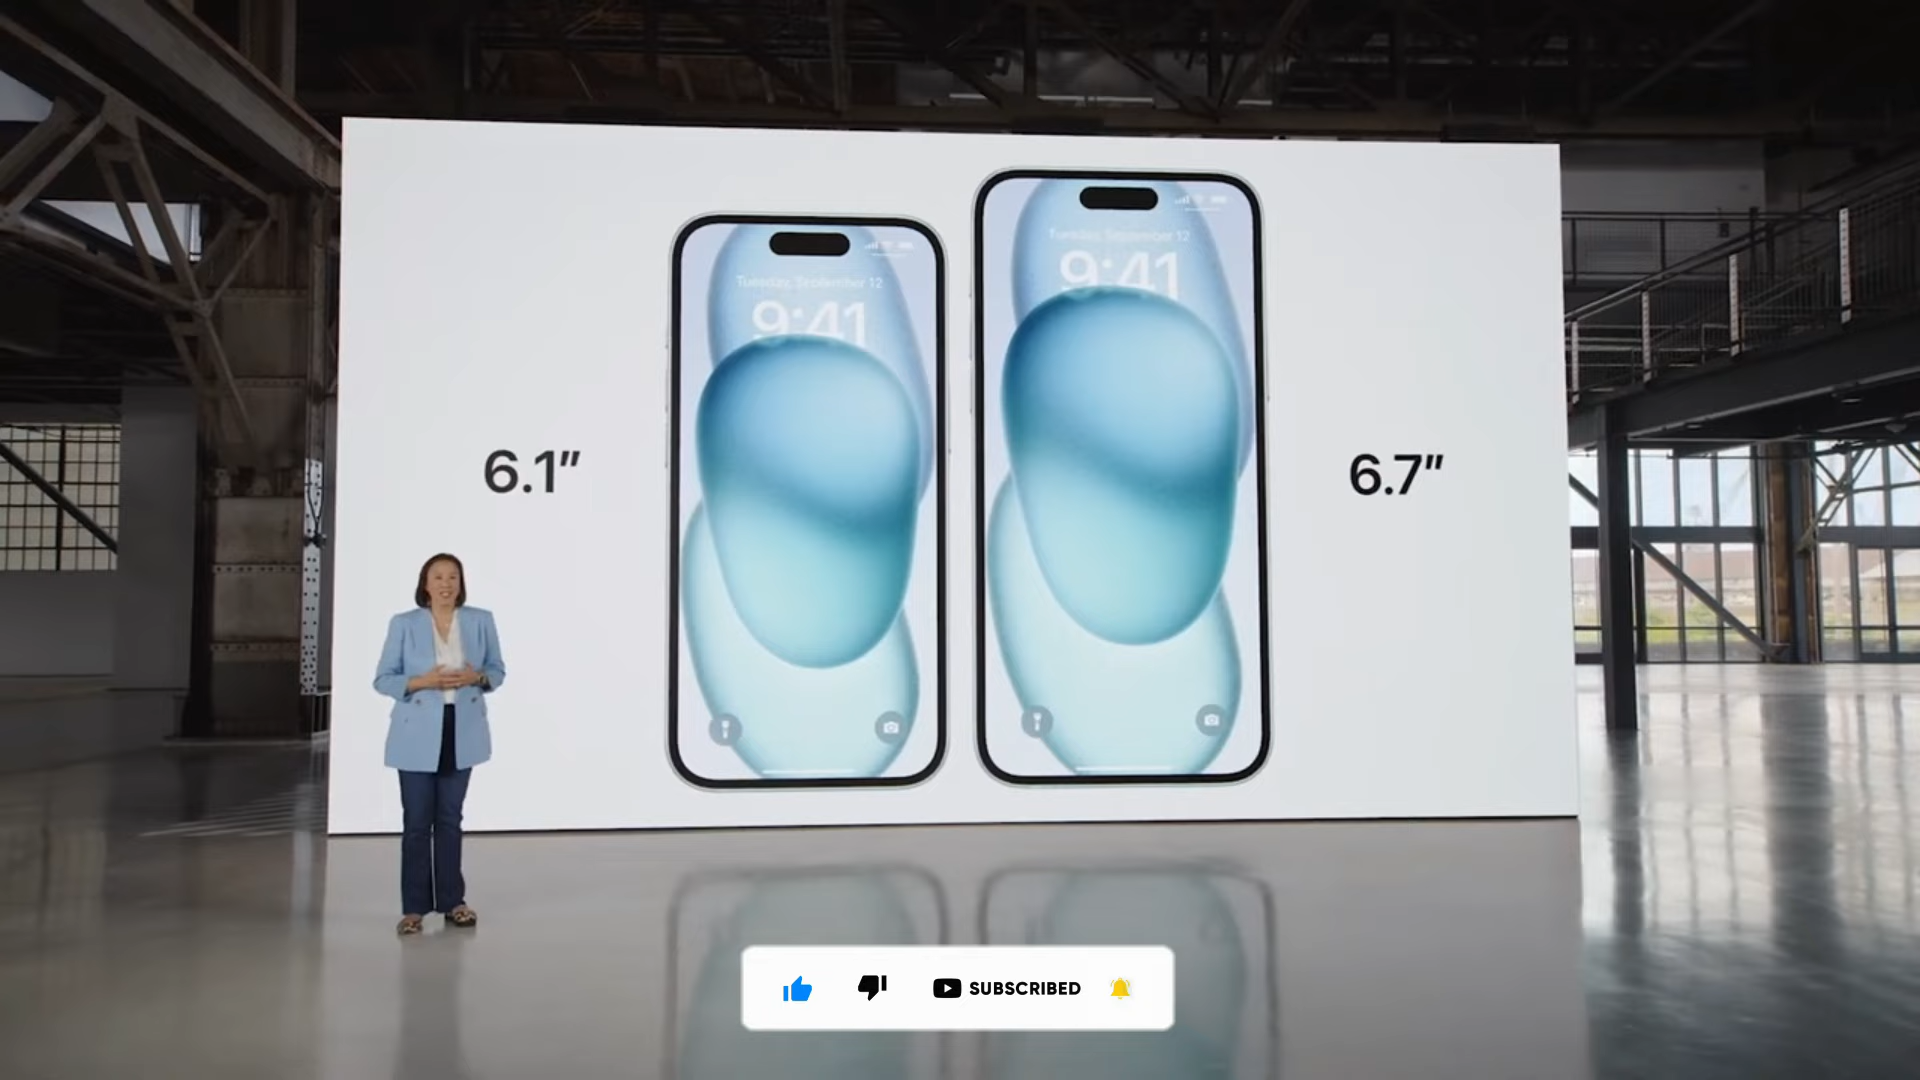 Tuesday, September 12
9:41
Tuesday, September 12
9:41
6.1″
6.7″
SUBSCRIBED